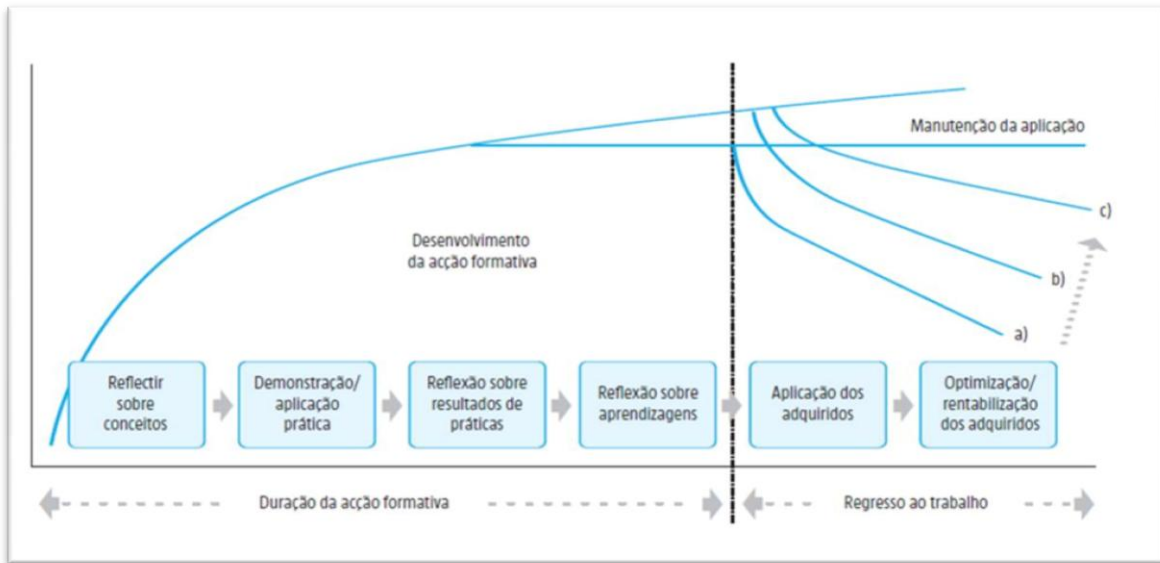 Manutenção da aplicação
c)
Desenvolvimento
da acção formativa
b)
a)
Reflectir
sobre
conceitos
Demonstração/
aplicação
prática
Reflexão sobre
resultados de
práticas
Reflexão sobre
aprendizagens
Aplicação dos
adquiridos
Optimização/
rentabilização
dos adquiridos
Duração da acção formativa
Regresso ao trabalho